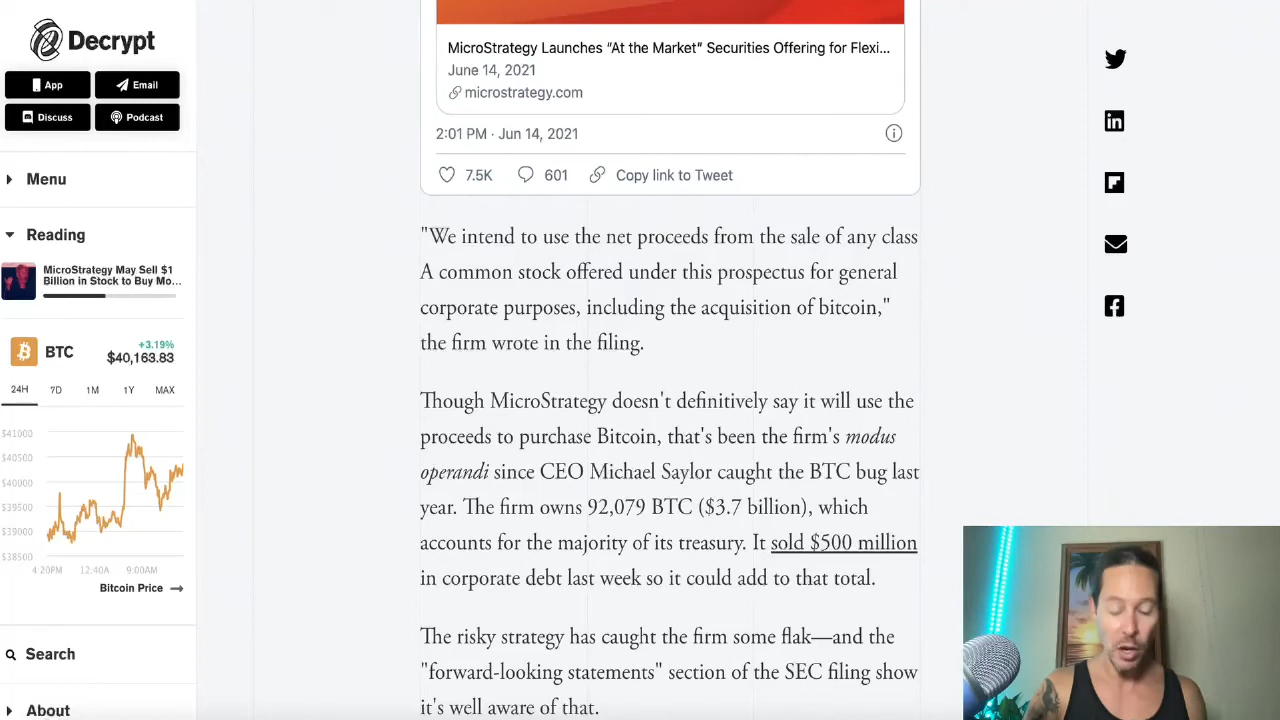 Decrypt
App
Email
Discuss
Podcast
Menu
Reading
MicroStrategy May Sell $1
Billion in Stock to Buy Mo...
BTC
+3.19%
$40,163.83
24H 7D 1M 1Y MAX
$41000
$40500
$40000
$39500
$39000
$38500
4:20PM 12:40A 9:00AM
Bitcoin Price
Search
About
MicroStrategy Launches “At the Market” Securities Offering for Flexi...
June 14, 2021
microstrategy.com
2:01 PM · Jun 14, 2021
7.5K 601 Copy link to Tweet
"We intend to use the net proceeds from the sale of any class
A common stock offered under this prospectus for general
corporate purposes, including the acquisition of bitcoin,"
the firm wrote in the filing.
Though MicroStrategy doesn't definitively say it will use the
proceeds to purchase Bitcoin, that's been the firm's modus
operandi since CEO Michael Saylor caught the BTC bug last
year. The firm owns 92,079 BTC ($3.7 billion), which
accounts for the majority of its treasury. It sold $500 million
in corporate debt last week so it could add to that total.
The risky strategy has caught the firm some flak—and the
"forward-looking statements" section of the SEC filing show
it's well aware of that.